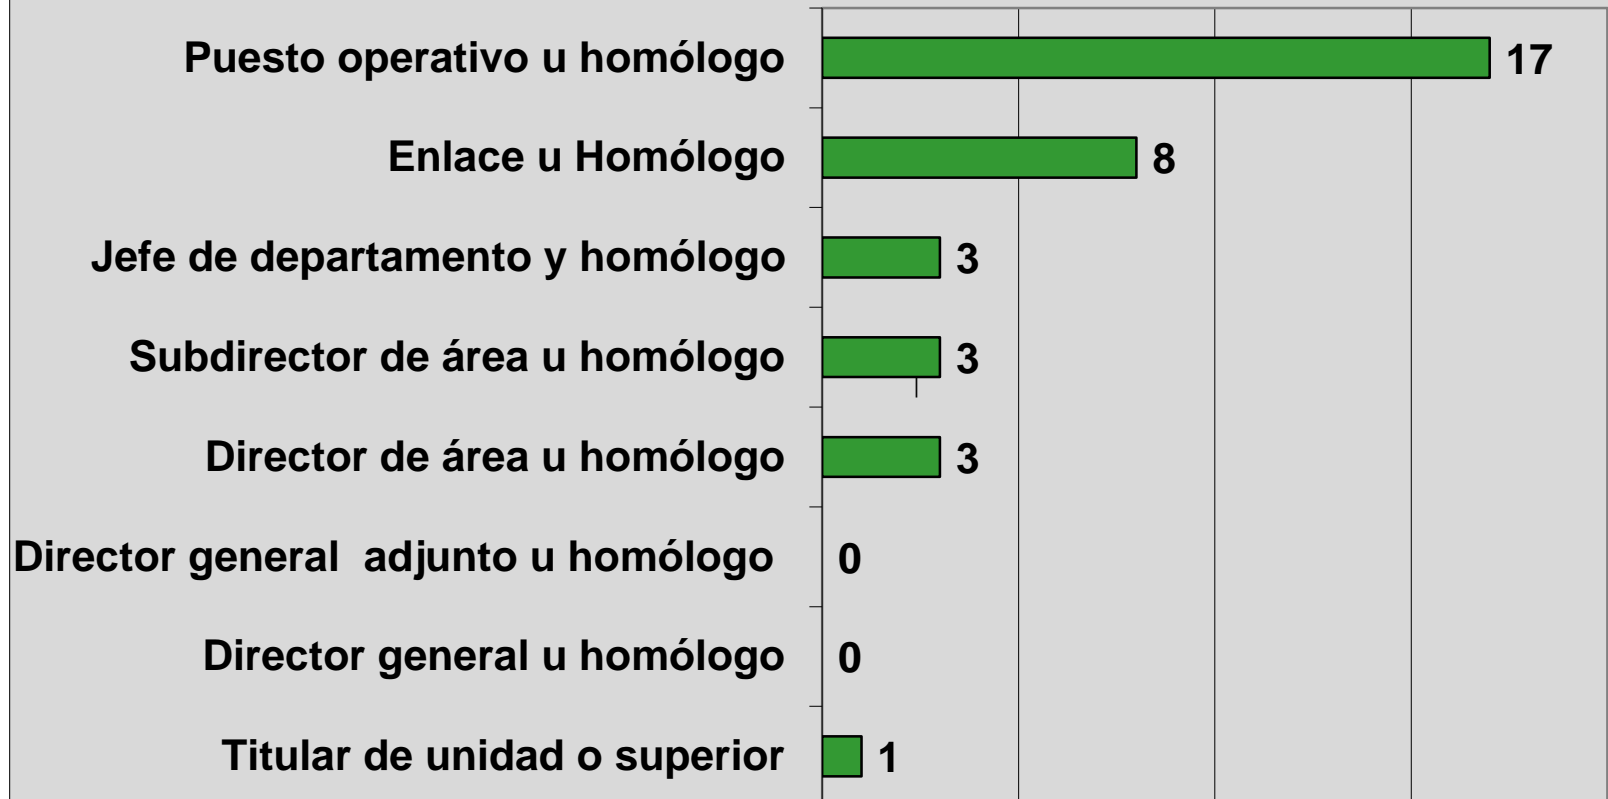 Puesto operativo u homólogo 17
Enlace u Homólogo 8
Jefe de departamento y homólogo 3
Subdirector de área u homólogo 3
Director de área u homólogo 3
Director general  adjunto u homólogo 0
Director general u homólogo 0
Titular de unidad o superior 1